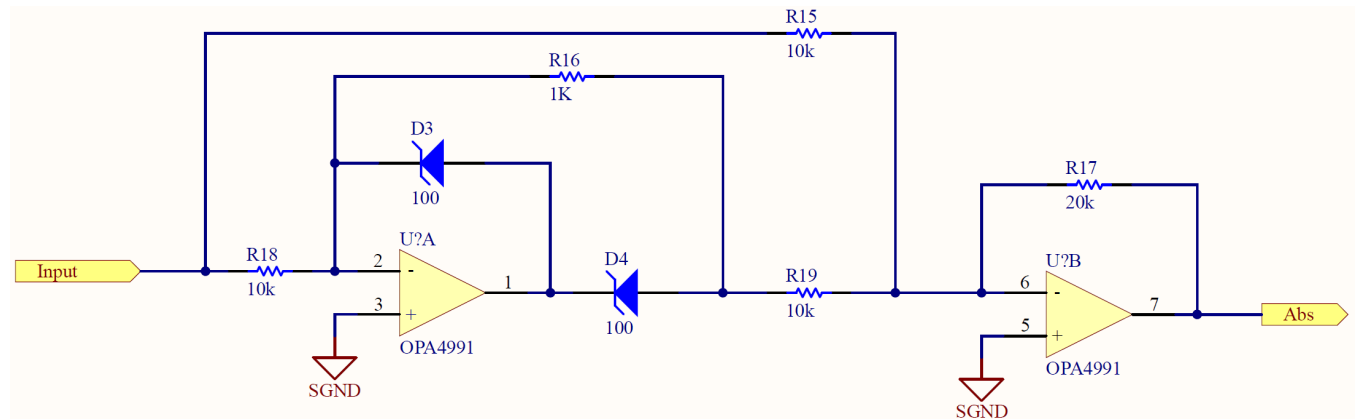 R15
10k
R16
1K
D3
100
R17
20k
U?A
R18
2
-
1
D4
U?B
Input
10k
3
+
100
R19
10k
6
-
7
Abs
5
+
OPA4991
OPA4991
SGND
SGND